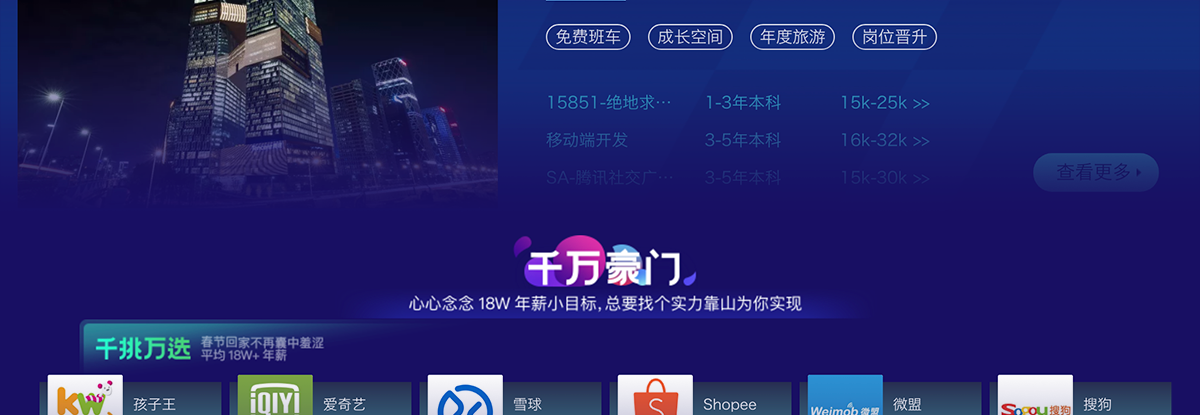 免费班车 成长空间 年度旅游 岗位晋升
15851-绝地求… 1-3年本科 15k-25k >>
移动端开发 3-5年本科 16k-32k >>
SA-腾讯社交广… 3-5年本科 15k-30k >>
查看更多
千万豪门
心心念念 18W 年薪小目标，总要找个实力靠山为你实现
千挑万选
春节回家不再囊中羞涩
平均 18W+ 年薪
kw 孩子王
iQIYI 爱奇艺
雪球
S Shopee
Weimob 微盟 微盟
Sogou 搜狗 搜狗